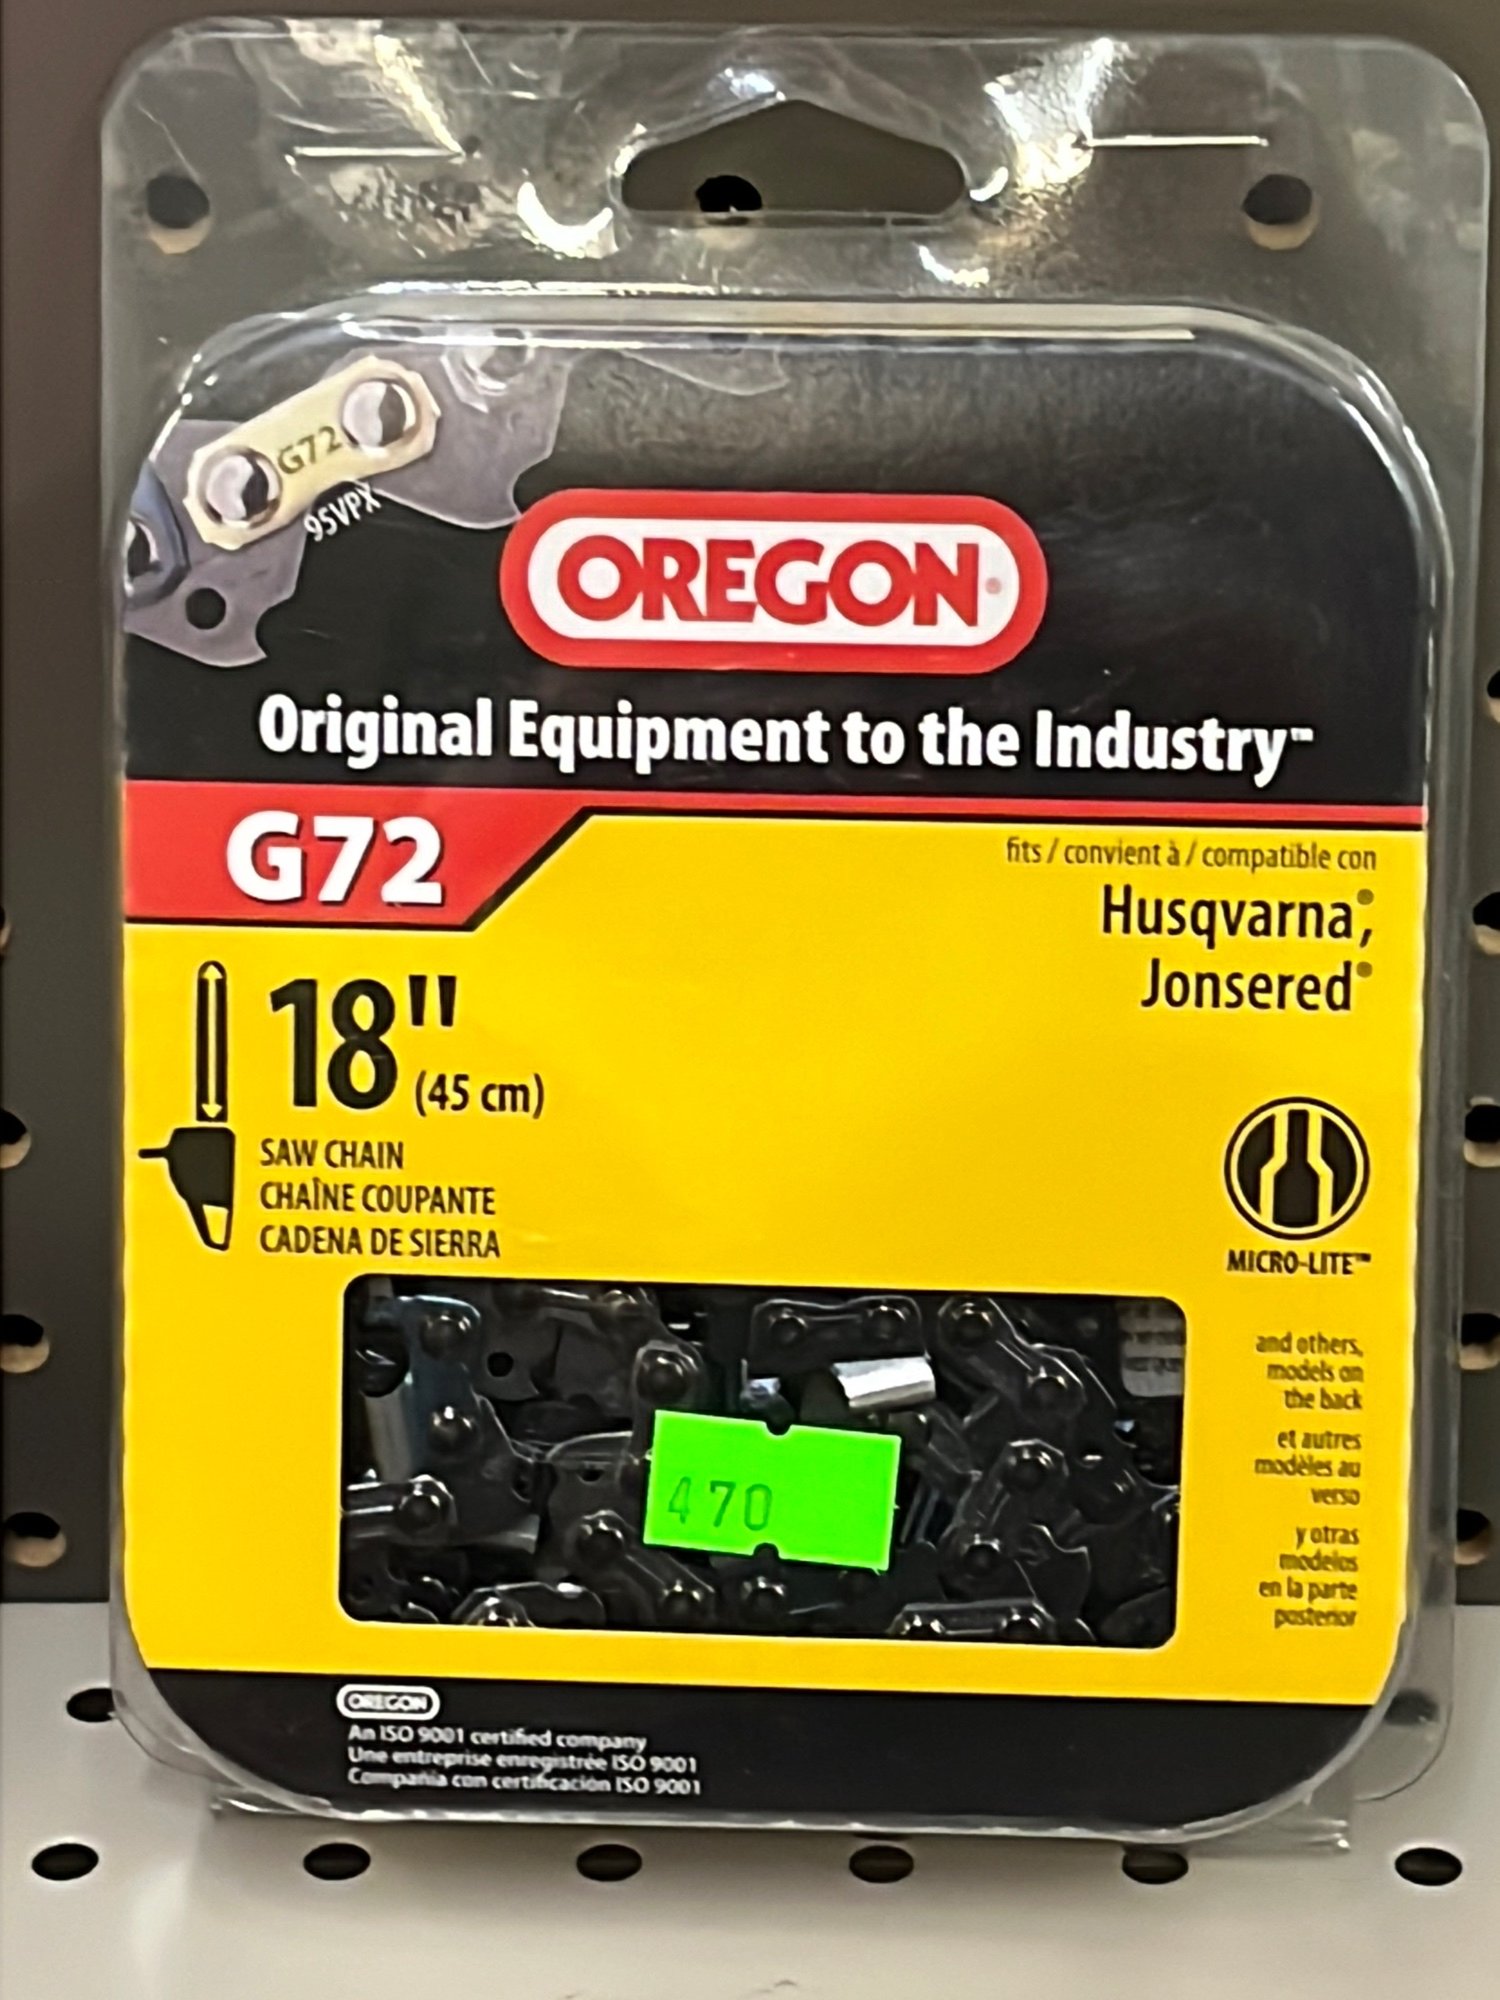 G72
95VPX
OREGON
Original Equipment to the Industry™
G72
fits / convient à / compatible con
Husqvarna®,
Jonsered®
18" (45 cm)
SAW CHAIN
CHAÎNE COUPANTE
CADENA DE SIERRA
MICRO-LITE™
and others,
models on
the back
et autres
modèles au
verso
y otras
modelos
en la parte
posterior
470
OREGON
An ISO 9001 certified company
Une entreprise enregistrée ISO 9001
Compañía con certificación ISO 9001